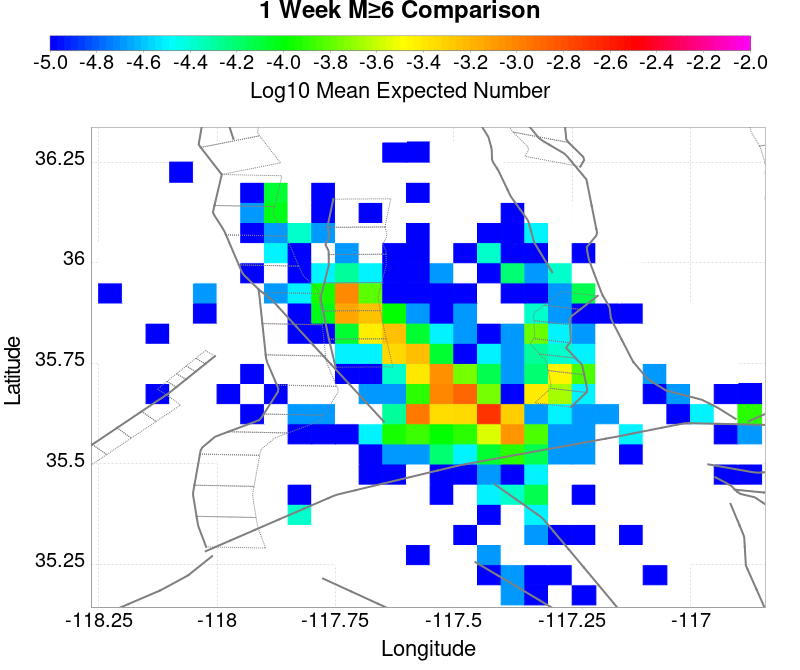 1 Week M≥6 Comparison
-5.0 -4.8 -4.6 -4.4 -4.2 -4.0 -3.8 -3.6 -3.4 -3.2 -3.0 -2.8 -2.6 -2.4 -2.2 -2.0
Log10 Mean Expected Number
36.25
36
35.75
35.5
35.25
Latitude
-118.25 -118 -117.75 -117.5 -117.25 -117
Longitude